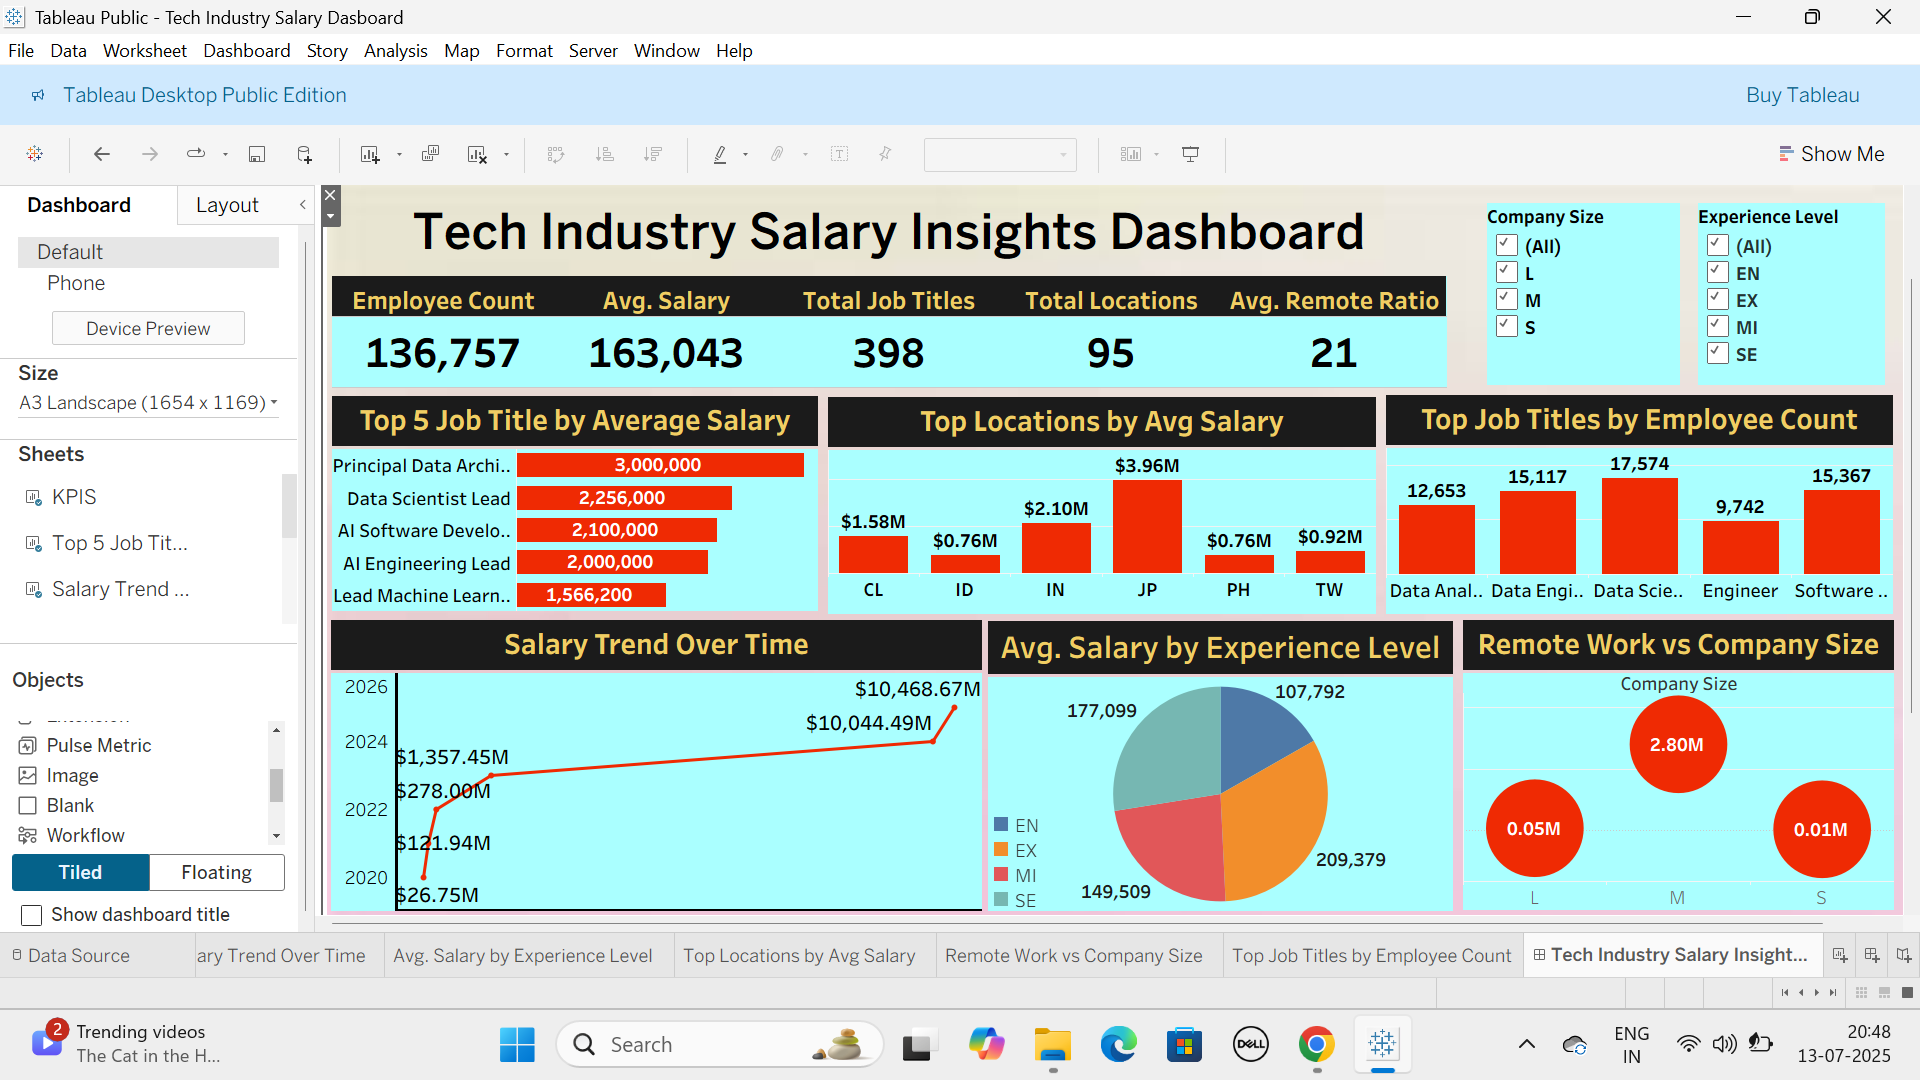 Tableau Public - Tech Industry Salary Dasboard
File Data Worksheet Dashboard Story Analysis Map Format Server Window Help
Tableau Desktop Public Edition
Buy Tableau
Show Me
Dashboard
Layout
Default
Phone
Device Preview
Size
A3 Landscape (1654 x 1169)
Sheets
KPIS
Top 5 Job Tit...
Salary Trend ...
Objects
Extension
Pulse Metric
Image
Blank
Workflow
Tiled
Floating
Show dashboard title
Tech Industry Salary Insights Dashboard
Company Size
(All)
L
M
S
Experience Level
(All)
EN
EX
MI
SE
Employee Count Avg. Salary Total Job Titles Total Locations Avg. Remote Ratio
136,757 163,043 398 95 21
Top 5 Job Title by Average Salary
Principal Data Archi.. 3,000,000
Data Scientist Lead 2,256,000
AI Software Develo.. 2,100,000
AI Engineering Lead 2,000,000
Lead Machine Learn.. 1,566,200
Top Locations by Avg Salary
$1.58M $0.76M $2.10M $3.96M $0.76M $0.92M
CL ID IN JP PH TW
Top Job Titles by Employee Count
12,653 15,117 17,574 9,742 15,367
Data Anal.. Data Engi.. Data Scie.. Engineer Software ..
Salary Trend Over Time
2026
2024
2022
2020
$10,468.67M
$10,044.49M
$1,357.45M
$278.00M
$121.94M
$26.75M
Avg. Salary by Experience Level
107,792
177,099
209,379
149,509
EN
EX
MI
SE
Remote Work vs Company Size
Company Size
2.80M
0.05M
0.01M
L M S
Data Source
ary Trend Over Time
Avg. Salary by Experience Level
Top Locations by Avg Salary
Remote Work vs Company Size
Top Job Titles by Employee Count
Tech Industry Salary Insight...
2
Trending videos
The Cat in the H...
Search
DELL
ENG
IN
20:48
13-07-2025